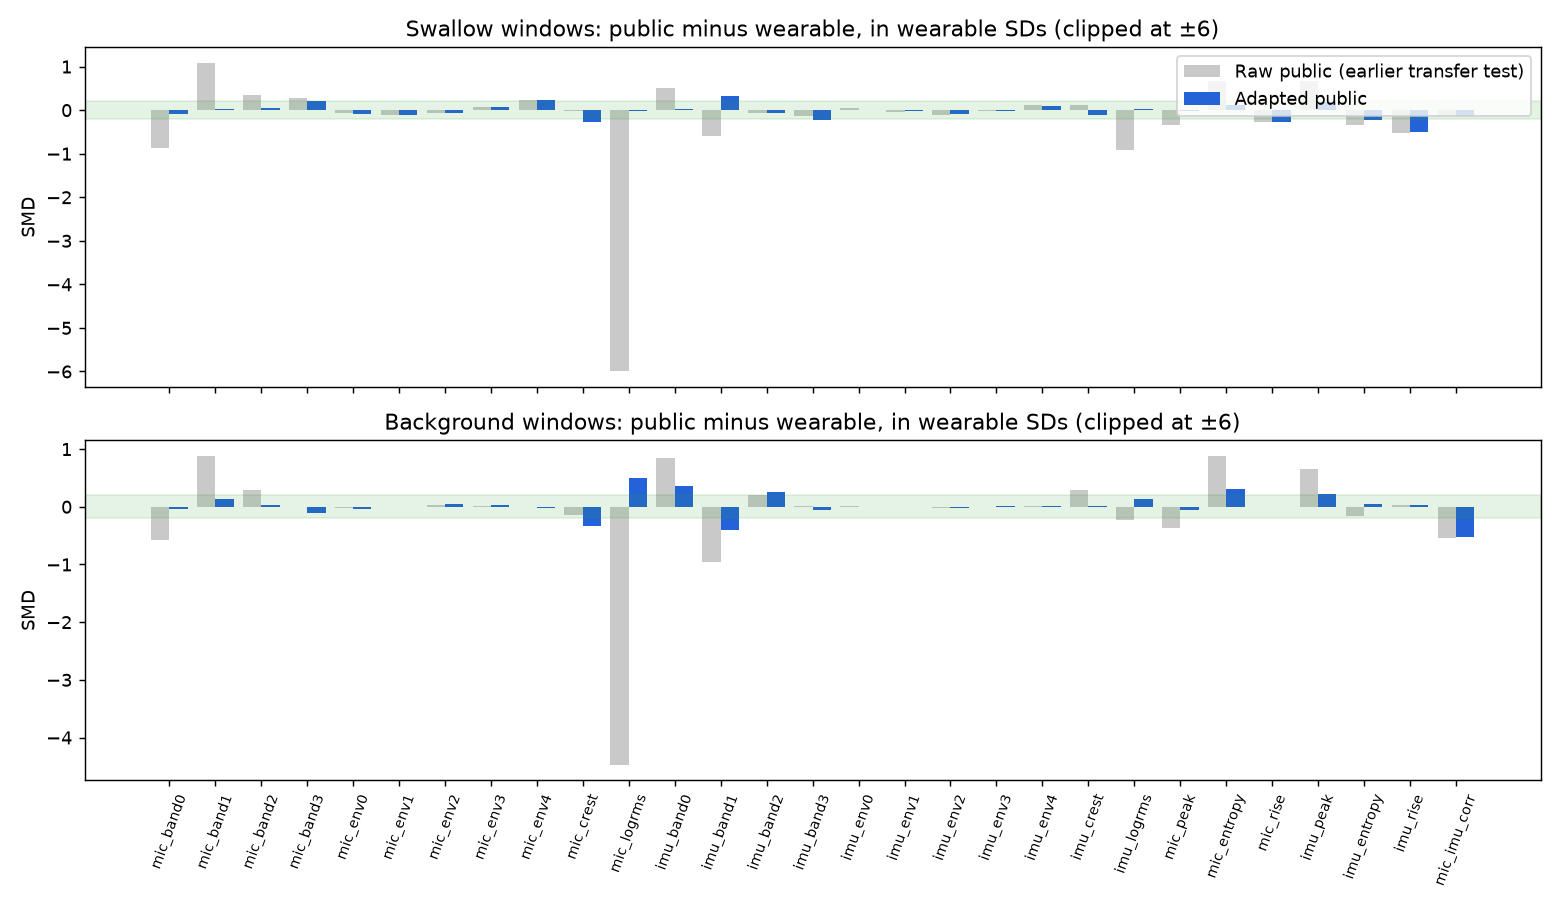 Swallow windows: public minus wearable, in wearable SDs (clipped at ±6)
Raw public (earlier transfer test)
Adapted public
1
0
−1
−2
−3
−4
−5
−6
SMD
Background windows: public minus wearable, in wearable SDs (clipped at ±6)
1
0
−1
−2
−3
−4
SMD
mic_band0
mic_band1
mic_band2
mic_band3
mic_env0
mic_env1
mic_env2
mic_env3
mic_env4
mic_crest
mic_logrms
imu_band0
imu_band1
imu_band2
imu_band3
imu_env0
imu_env1
imu_env2
imu_env3
imu_env4
imu_crest
imu_logrms
mic_peak
mic_entropy
mic_rise
imu_peak
imu_entropy
imu_rise
mic_imu_corr